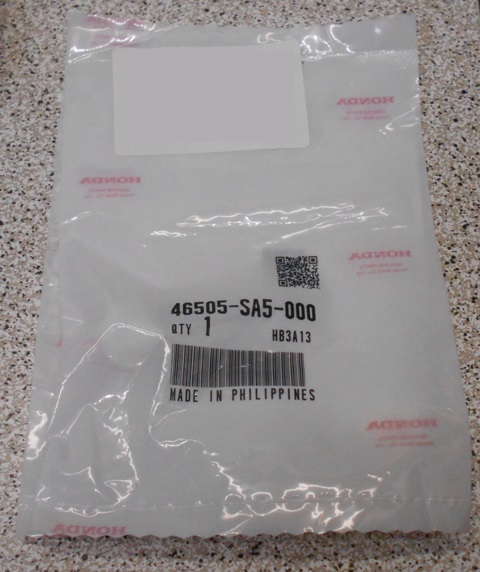 HONDA
HONDA
HONDA
46505-SA5-000
QTY 1 HB3A13
MADE IN PHILIPPINES
HONDA
HONDA